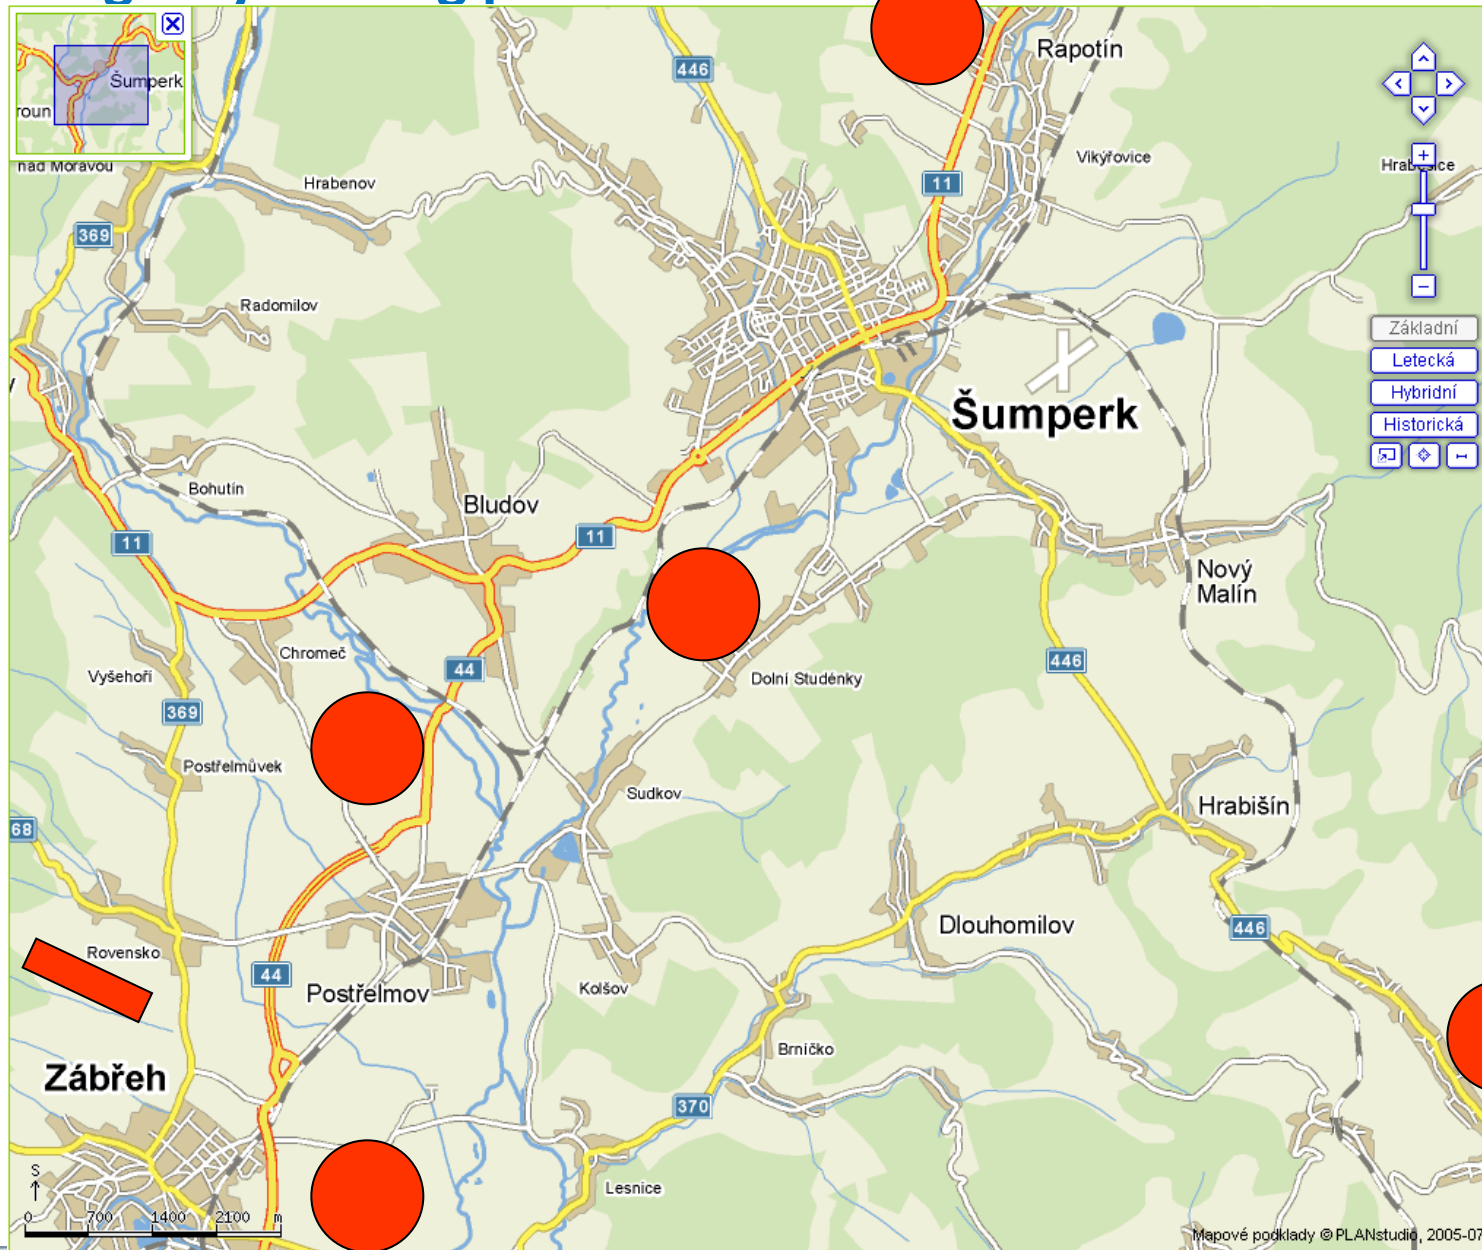 Šumperk
roun
nad Moravou
446
Rapotín
Vikýřovice
Hrabenov
11
369
Radomilov
Základní
Letecká
Hybridní
Historická
Šumperk
Bohutín
Bludov
11
11
Nový
Malín
Chromeč
44
Vyšehoří
Dolní Studénky
446
369
Postřelmůvek
Sudkov
Hrabišín
68
Dlouhomilov
446
Rovensko
44
Postřelmov
Kolšov
Brníčko
Zábřeh
370
Lesnice
S
0 700 1400 2100 m
Mapové podklady © PLANstudio, 2005-07